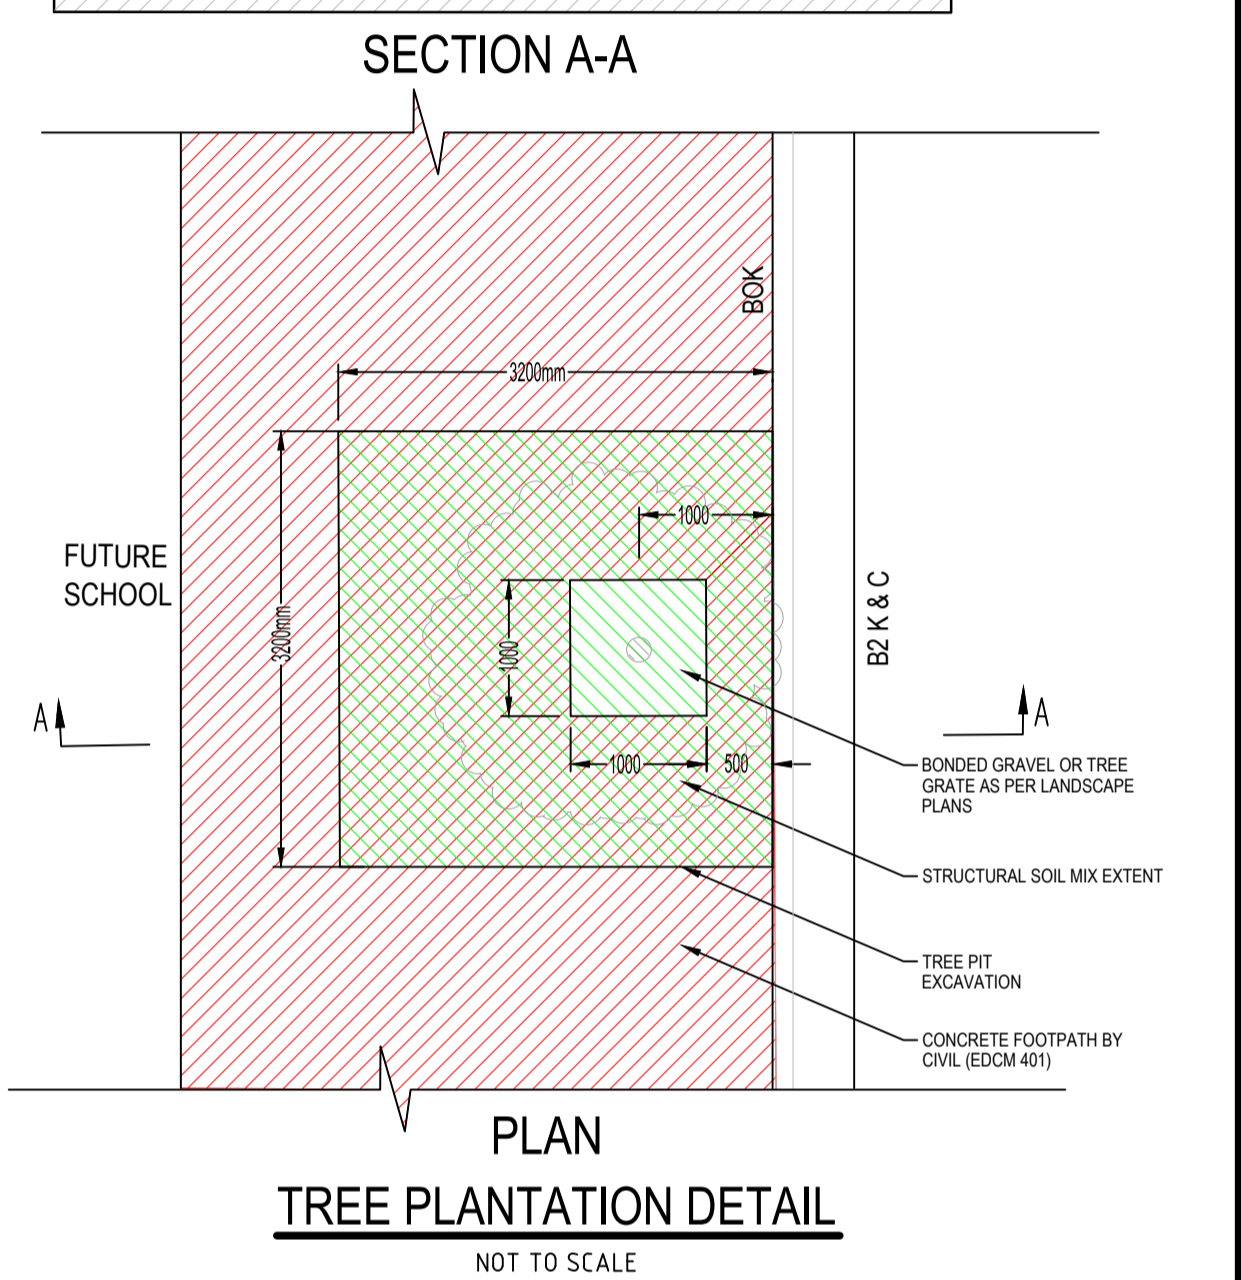 SECTION A-A
BOK
3200mm
1000
FUTURE
SCHOOL
3200mm
1000
B2 K & C
A
A
1000
500
BONDED GRAVEL OR TREE
GRATE AS PER LANDSCAPE
PLANS
STRUCTURAL SOIL MIX EXTENT
TREE PIT
EXCAVATION
CONCRETE FOOTPATH BY
CIVIL (EDCM 401)
PLAN
TREE PLANTATION DETAIL
NOT TO SCALE